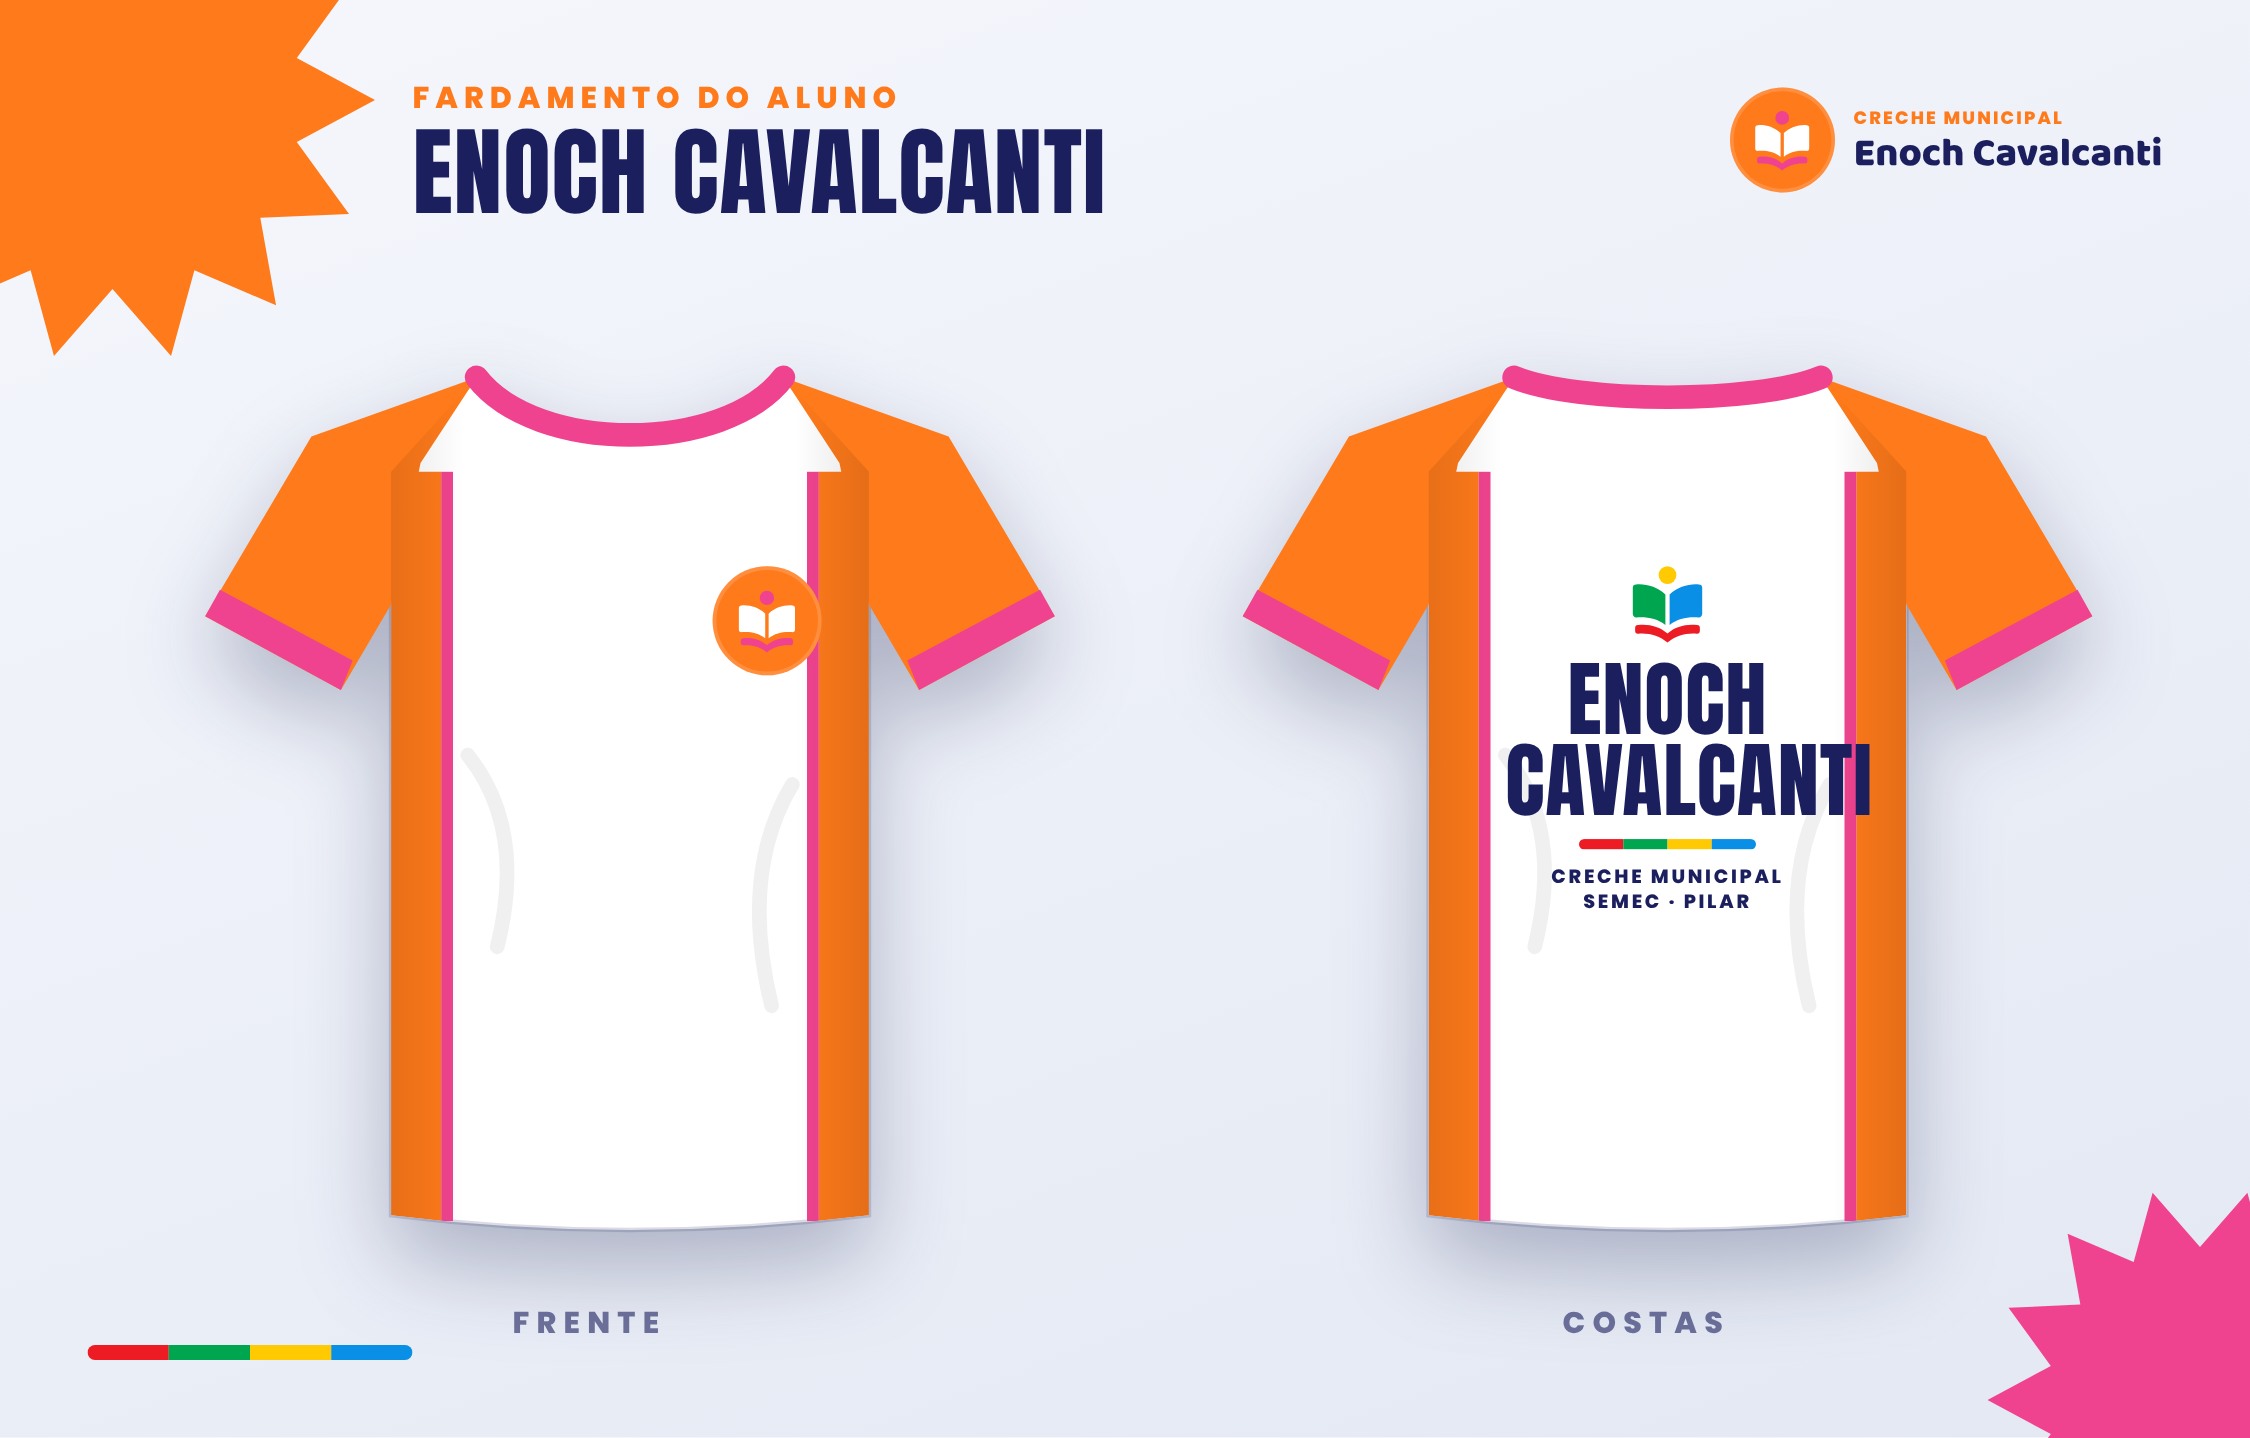 FARDAMENTO DO ALUNO
ENOCH CAVALCANTI
CRECHE MUNICIPAL
Enoch Cavalcanti
ENOCH
CAVALCANTI
CRECHE MUNICIPAL
SEMEC · PILAR
FRENTE
COSTAS